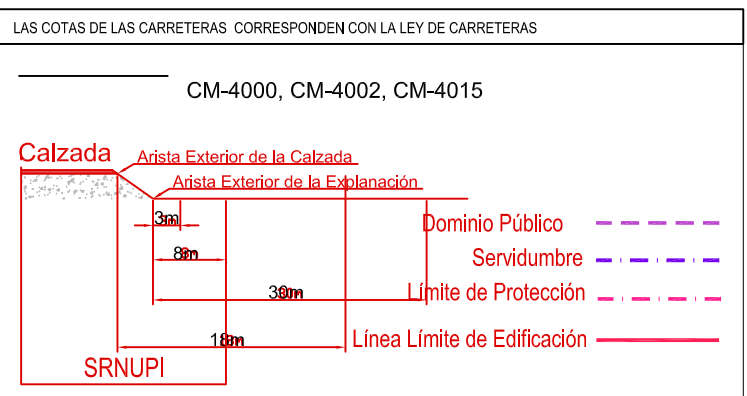 LAS COTAS DE LAS CARRETERAS CORRESPONDEN CON LA LEY DE CARRETERAS
CM-4000, CM-4002, CM-4015
Calzada
Arista Exterior de la Calzada
Arista Exterior de la Explanación
3m
Dominio Público
8m
Servidumbre
30m
Límite de Protección
18m
Línea Límite de Edificación
SRNUPI